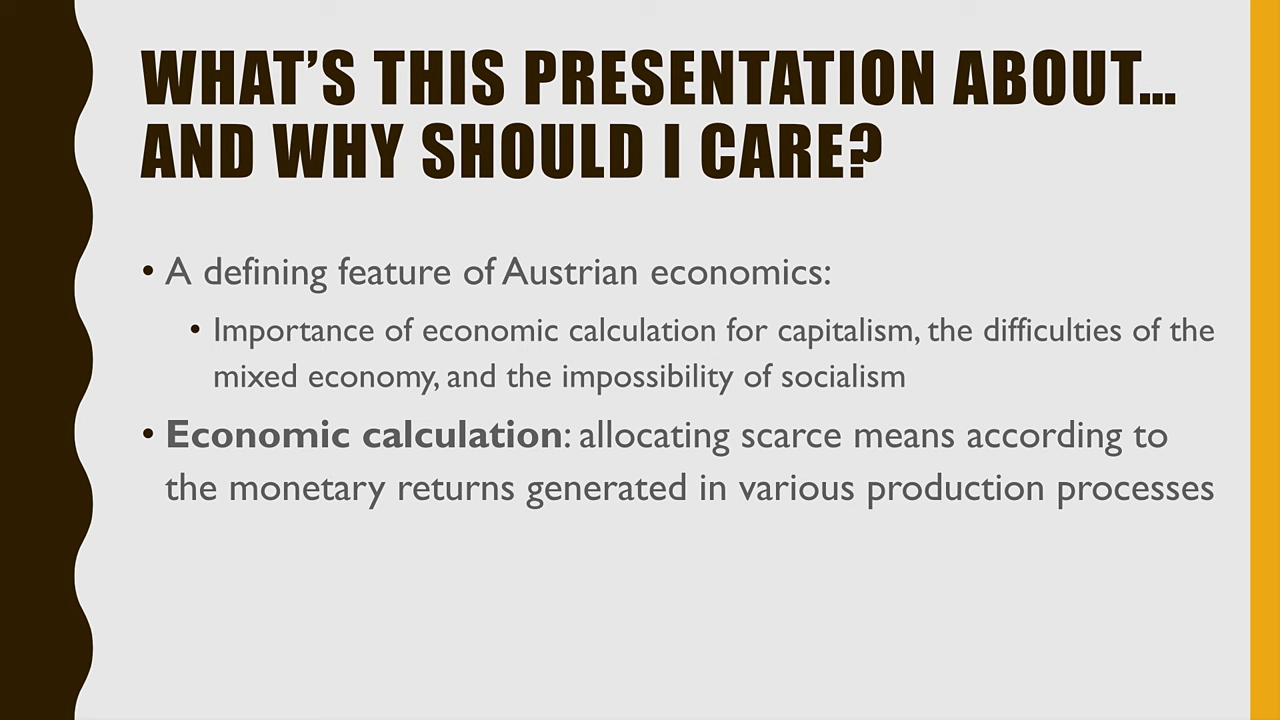 WHAT’S THIS PRESENTATION ABOUT…
AND WHY SHOULD I CARE?
• A defining feature of Austrian economics:
• Importance of economic calculation for capitalism, the difficulties of the
mixed economy, and the impossibility of socialism
• Economic calculation: allocating scarce means according to
the monetary returns generated in various production processes